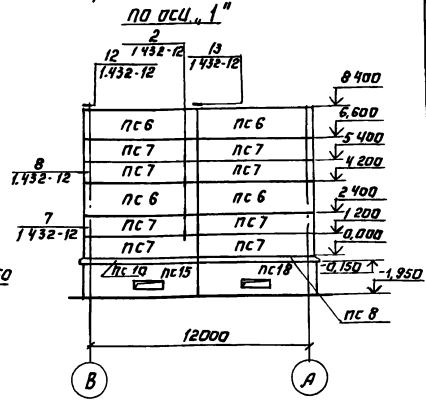 по оси „1"
2
1 432-12
12
1.432-12
13
1 432-12
8 400
пс 6
пс 6
6,600
пс 7
пс 7
5 400
8
1.432-12
пс 7
пс 7
4.200
пс 6
пс 6
2 400
7
1 432-12
пс 7
пс 7
1 200
пс 7
пс 7
0,000
пс 10
пс 15
пс 18
-0,150
-1,950
пс 8
12000
В
А